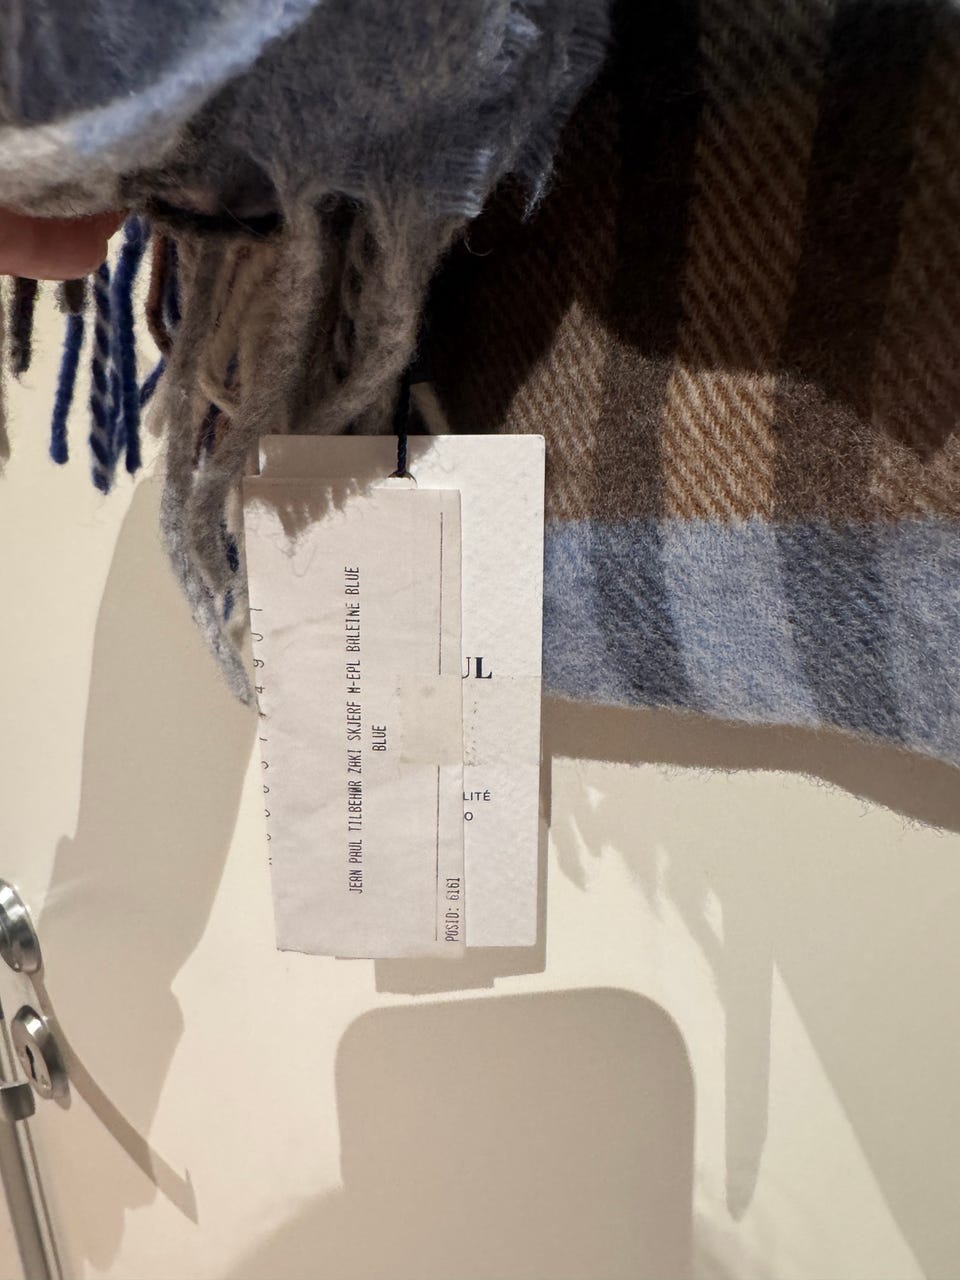 JEAN PAUL TILBEHØR ZAKI SKJERF M-EPL BALEINE BLUE
BLUE
POSID: 6161
UL
LITÉ
O